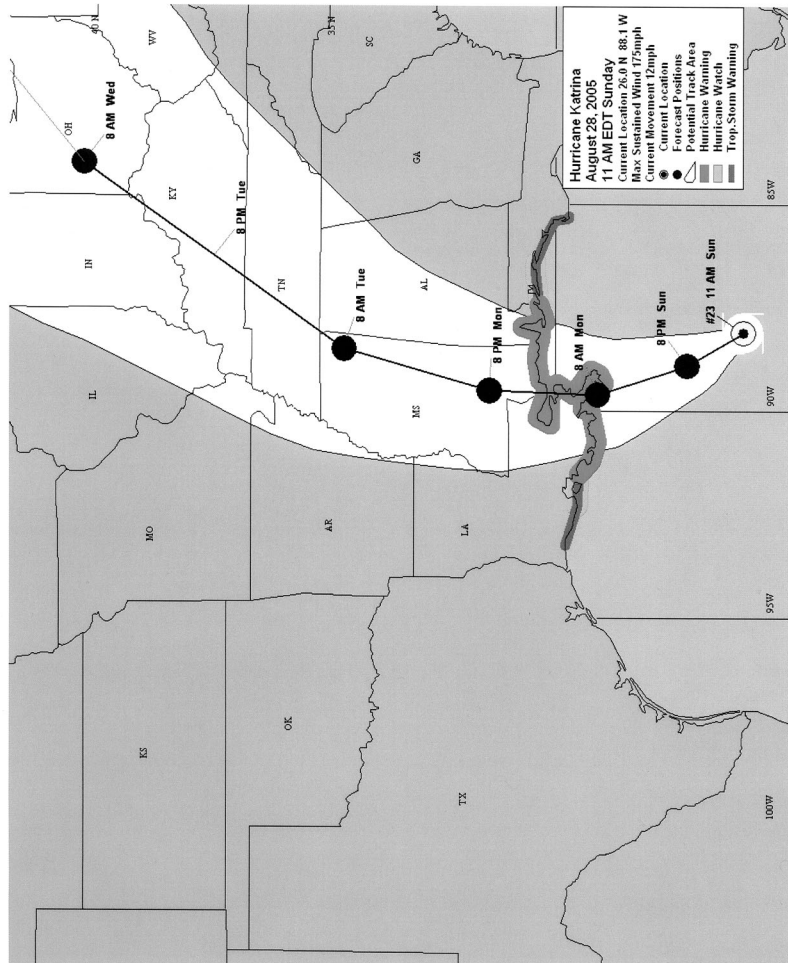 Hurricane Katrina
August 28, 2005
11 AM EDT Sunday
Current Location 26.0 N 88.1 W
Max Sustained Wind 175mph
Current Movement 12mph
Current Location
Forecast Positions
Potential Track Area
Hurricane Warning
Hurricane Watch
Trop.Storm Warning
40 N
35 N
WV
OH
8 AM Wed
SC
IN
KY
8 PM Tue
GA
TN
IL
8 AM Tue
AL
MO
MS
8 PM Mon
FL
8 AM Mon
8 PM Sun
#23 11 AM Sun
AR
LA
KS
OK
TX
85W
90W
95W
100W